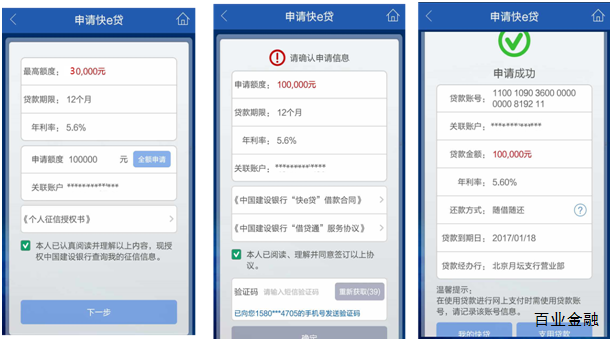 申请快e贷
最高额度： 30,000元
贷款期限： 12个月
年利率： 5.6%
申请额度 100000 元 全额申请
关联账户 **************
《个人征信授权书》
本人已认真阅读并理解以上内容，现授
权中国建设银行查询我的征信信息。
下一步
申请快e贷
请确认申请信息
申请额度： 100,000元
贷款期限： 12个月
年利率： 5.6%
关联账户： **************
《中国建设银行“快e贷”借款合同》
《中国建设银行“借贷通”服务协议》
本人已阅读、理解并同意签订以上协
议。
验证码 请输入短信验证码 重新获取(39)
已向您1580***4705的手机号发送验证码
确定
申请快e贷
申请成功
贷款账号： 1100 1090 3600 0000
0000 8192 11
关联账户： **************
贷款金额： 100,000元
年利率： 5.60%
还款方式： 随借随还 ?
贷款到期日： 2017/01/18
贷款经办行： 北京月坛支行营业部
温馨提示：
在使用贷款进行网上支付时需使用贷款账
号，请记录该账号信息。
我的快贷 支用贷款
百业金融